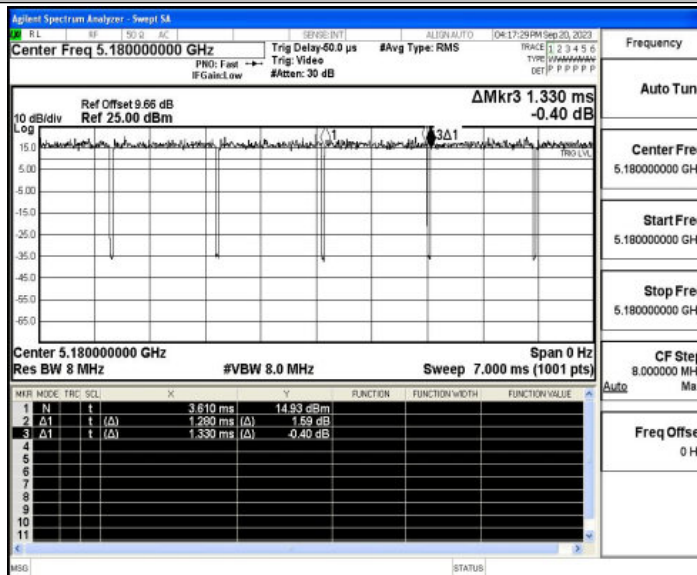 Agilent Spectrum Analyzer - Swept SA
RL RF 50 Ω AC SENSE:INT ALIGN AUTO 04:17:29 PM Sep 20, 2023
Center Freq 5.180000000 GHz
PNO: Fast
IFGain:Low
Trig Delay-50.0 µs
Trig: Video
#Atten: 30 dB
#Avg Type: RMS
TRACE 1 2 3 4 5 6
TYPE
DET P P P P P P
Ref Offset 9.66 dB
10 dB/div Ref 25.00 dBm
ΔMkr3 1.330 ms
-0.40 dB
Log
1
3Δ1
TRIG LVL
15.0
5.00
-5.00
-15.0
-25.0
-35.0
-45.0
-55.0
-65.0
Center 5.180000000 GHz Span 0 Hz
Res BW 8 MHz #VBW 8.0 MHz Sweep 7.000 ms (1001 pts)
MKR MODE TRC SCL X Y FUNCTION FUNCTION WIDTH FUNCTION VALUE
1 N t 3.610 ms 14.93 dBm
2 Δ1 t (Δ) 1.280 ms (Δ) 1.59 dB
3 Δ1 t (Δ) 1.330 ms (Δ) -0.40 dB
4
5
6
7
8
9
10
11
MSG STATUS
Frequency
Auto Tun
Center Fre
5.180000000 GH
Start Fre
5.180000000 GH
Stop Fre
5.180000000 GH
CF Step
8.000000 MH
Auto Ma
Freq Offse
0 H